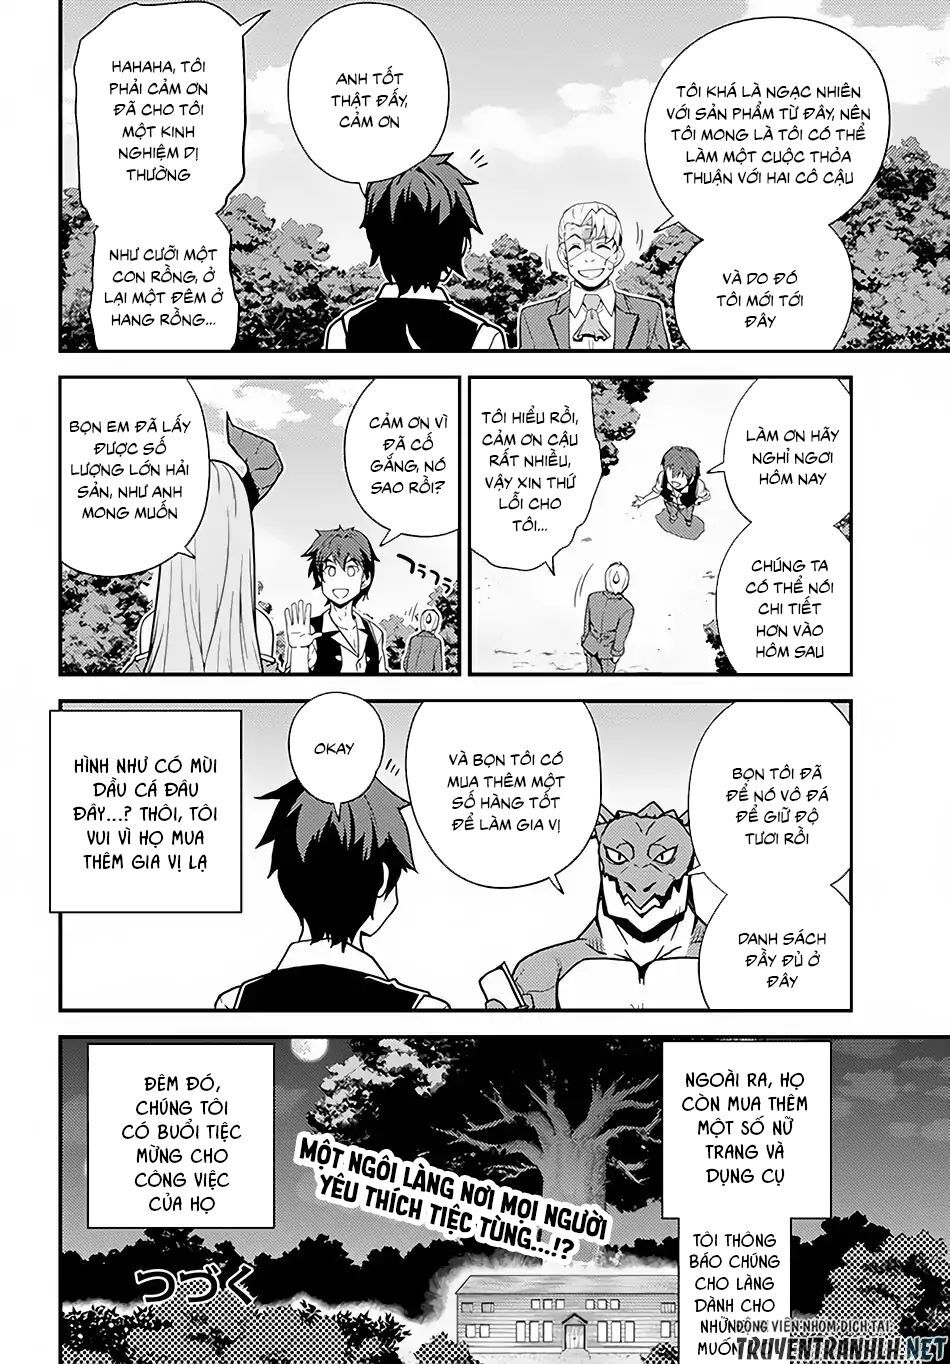 TÔI KHÁ LÀ NGẠC NHIÊN
VỚI SẢN PHẨM TỪ ĐÂY, NÊN
TÔI MONG LÀ TÔI CÓ THỂ
LÀM MỘT CUỘC THỎA
THUẬN VỚI HAI CÔ CẬU
VÀ DO ĐÓ
TÔI MỚI TỚI
ĐÂY
ANH TỐT
THẬT ĐẤY,
CẢM ƠN
HAHAHA, TÔI
PHẢI CẢM ƠN
ĐÃ CHO TÔI
MỘT KINH
NGHIỆM DỊ
THƯỜNG
NHƯ CƯỠI MỘT
CON RỒNG, Ở
LẠI MỘT ĐÊM Ở
HANG RỒNG...
LÀM ƠN HÃY
NGHỈ NGƠI
HÔM NAY
CHÚNG TA
CÓ THỂ NÓI
CHI TIẾT
HƠN VÀO
HÔM SAU
TÔI HIỂU RỒI,
CẢM ƠN CẬU
RẤT NHIỀU,
VẬY XIN THỨ
LỖI CHO
TÔI...
CẢM ƠN VÌ
ĐÃ CỐ
GẮNG, NÓ
SAO RỒI?
BỌN EM ĐÃ LẤY
ĐƯỢC SỐ
LƯỢNG LỚN HẢI
SẢN, NHƯ ANH
MONG MUỐN
BỌN TÔI ĐÃ
ĐỂ NÓ VÔ ĐÁ
ĐỂ GIỮ ĐỘ
TƯƠI RỒI
DANH SÁCH
ĐẦY ĐỦ Ở
ĐÂY
VÀ BỌN TÔI CÓ
MUA THÊM MỘT
SỐ HÀNG TỐT
ĐỂ LÀM GIA VỊ
OKAY
HÌNH NHƯ CÓ MÙI
DẦU CÁ ĐÂU
ĐÂY...? THÔI, TÔI
VUI VÌ HỌ MUA
THÊM GIA VỊ LẠ
NGOÀI RA, HỌ
CÒN MUA THÊM
MỘT SỐ NỮ
TRANG VÀ
DỤNG CỤ
TÔI THÔNG
BÁO CHÚNG
CHO LÀNG
DÀNH CHO
NHỮN
MUỐN
ĐÊM ĐÓ,
CHÚNG TÔI
CÓ BUỔI TIỆC
MỪNG CHO
CÔNG VIỆC
CỦA HỌ
MỘT NGÔI LÀNG NƠI MỌI NGƯỜI
YÊU THÍCH TIỆC TÙNG...!?
つづく
ĐỘNG VIÊN NHÓM DỊCH TẠI
TRUYENTRANHLH.NET